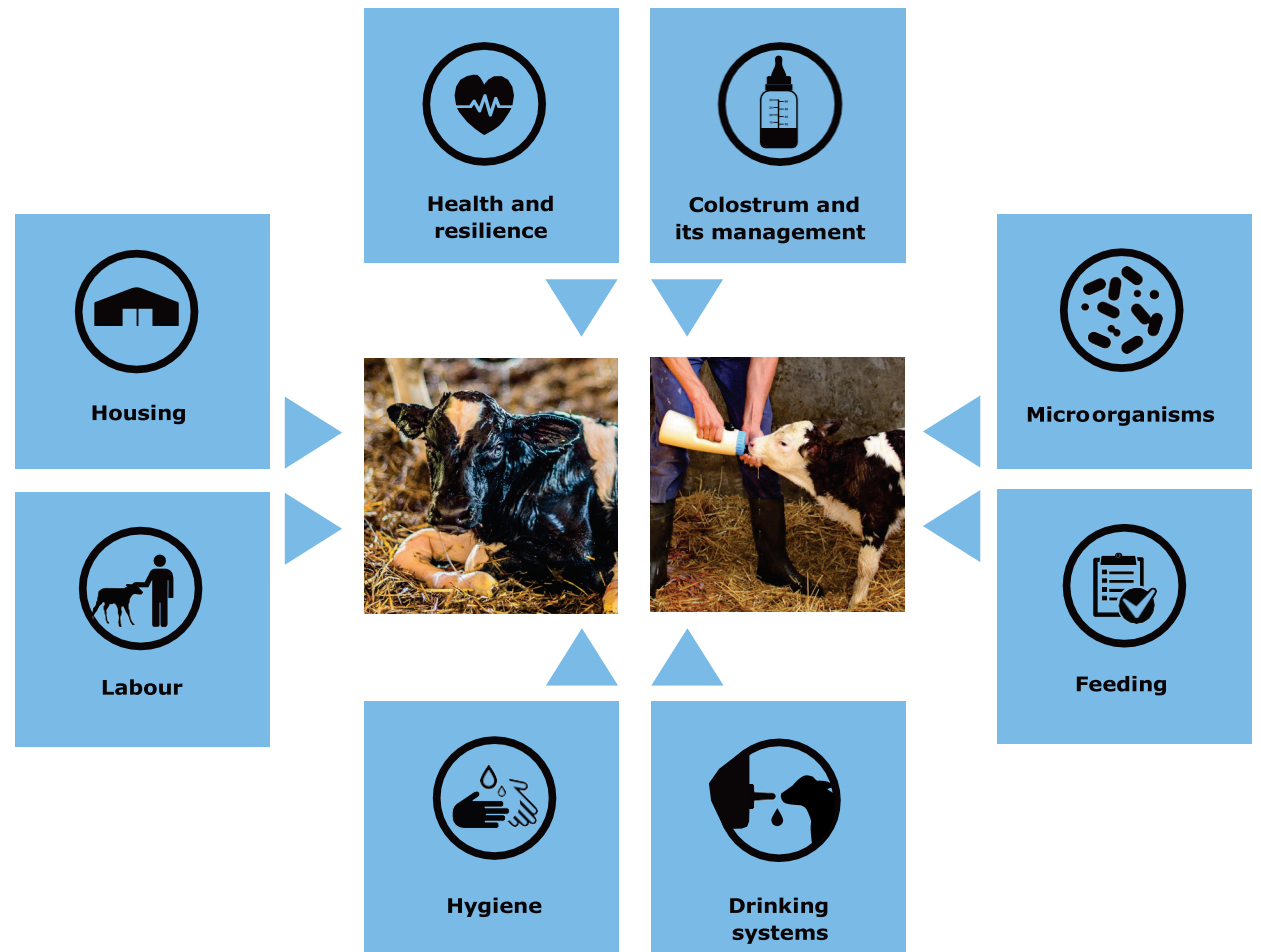 Health and
resilience
Colostrum and
its management
Housing
Microorganisms
Labour
Feeding
Hygiene
Drinking
systems